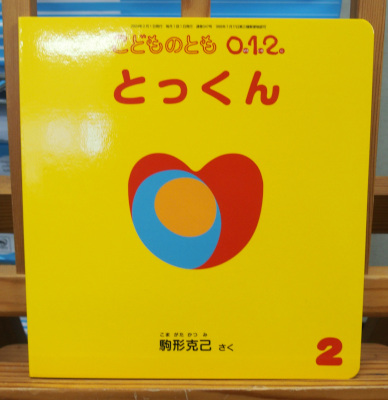 こどものとも 0.1.2.
とっくん
こま がた かつ み
駒形克己 さく
2